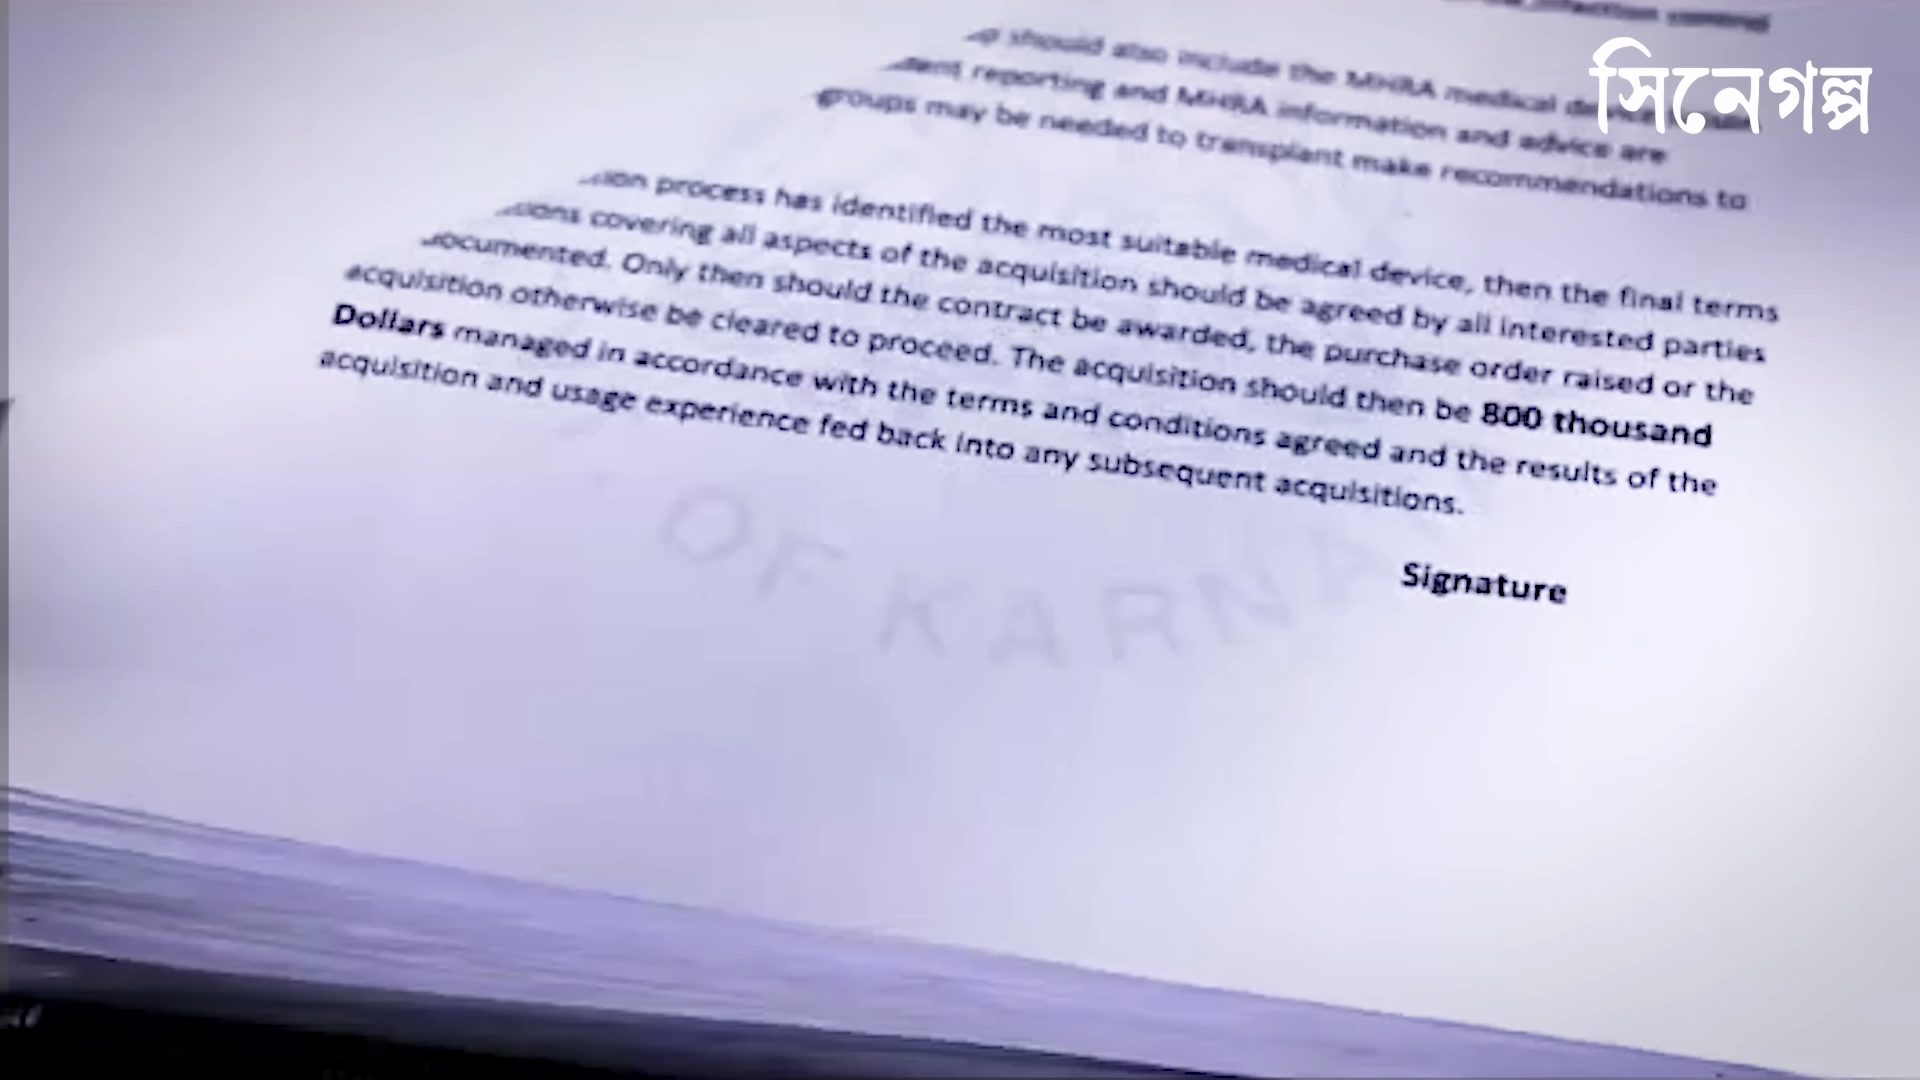 infection control
সিনেগল্প
should also include the MHRA medical device
reporting and MHRA information and advice are
groups may be needed to transplant make recommendations to
process has identified the most suitable medical device, then the final terms
covering all aspects of the acquisition should be agreed by all interested parties
documented. Only then should the contract be awarded, the purchase order raised or the
acquisition otherwise be cleared to proceed. The acquisition should then be 800 thousand
Dollars managed in accordance with the terms and conditions agreed and the results of the
acquisition and usage experience fed back into any subsequent acquisitions.
Signature
OF KARNA